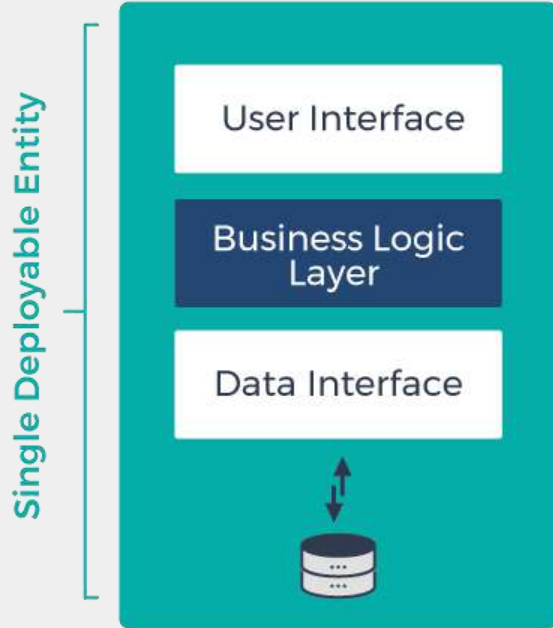 Single Deployable Entity
User Interface
Business Logic
Layer
Data Interface